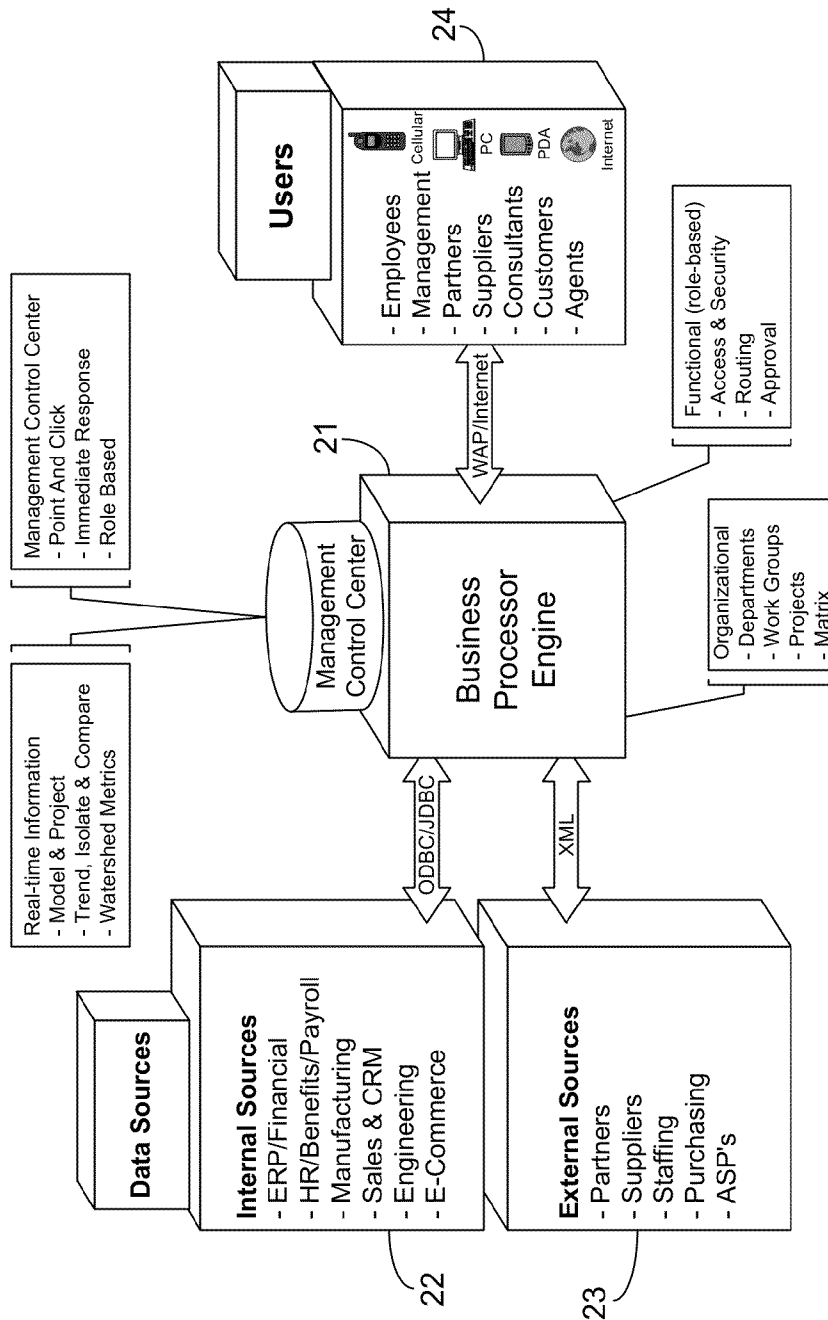 Real-time Information
- Model & Project
- Trend, Isolate & Compare
- Watershed Metrics
Management Control Center
- Point And Click
- Immediate Response
- Role Based
Data Sources
Internal Sources
- ERP/Financial
- HR/Benefits/Payroll
- Manufacturing
- Sales & CRM
- Engineering
- E-Commerce
22
External Sources
- Partners
- Suppliers
- Staffing
- Purchasing
- ASP's
23
ODBC/JDBC
XML
Management
Control Center
21
Business
Processor
Engine
WAP/Internet
Users
24
- Employees
- Management
- Partners
- Suppliers
- Consultants
- Customers
- Agents
Cellular
PC
PDA
Internet
Organizational
- Departments
- Work Groups
- Projects
- Matrix
Functional (role-based)
- Access & Security
- Routing
- Approval